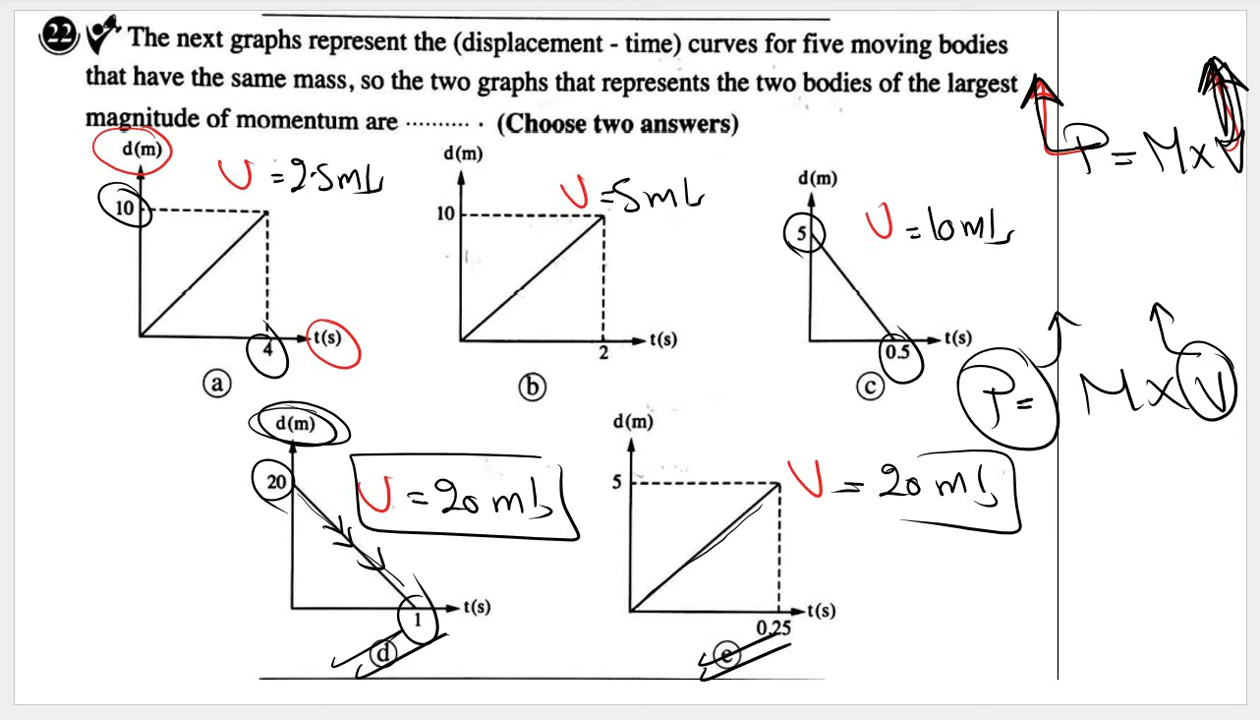 22 The next graphs represent the (displacement - time) curves for five moving bodies
that have the same mass, so the two graphs that represents the two bodies of the largest
magnitude of momentum are .......... . (Choose two answers)
P = M x V
d(m)
V = 2.5 m/s
10
4
t(s)
a
d(m)
V = 5 m/s
10
2
t(s)
b
d(m)
V = 10 m/s
5
0.5
t(s)
c
P = M x V
d(m)
20
V = 20 m/s
1
t(s)
d
d(m)
5
V = 20 m/s
0.25
t(s)
e